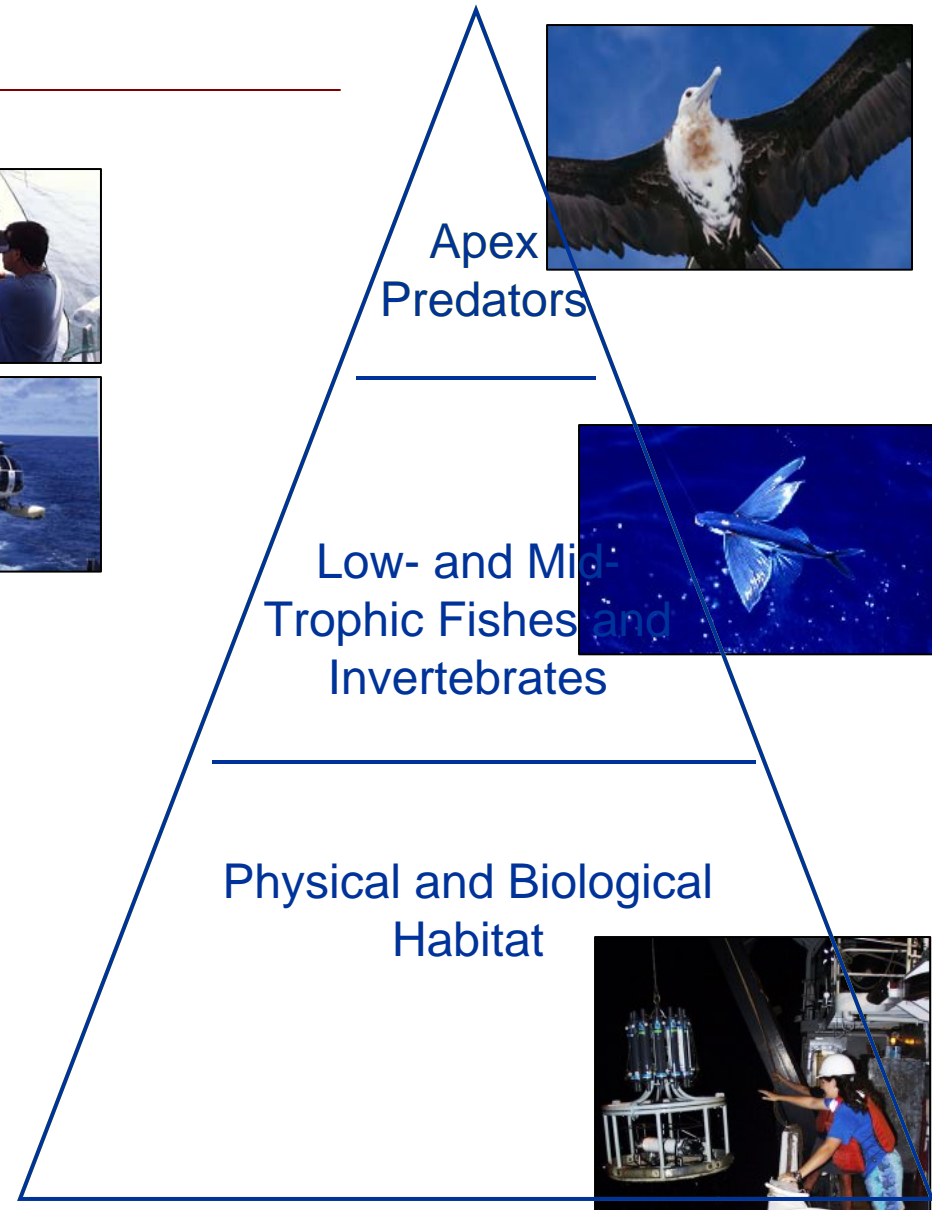 Apex
Predators
Low- and Mid-
Trophic Fishes and
Invertebrates
Physical and Biological
Habitat